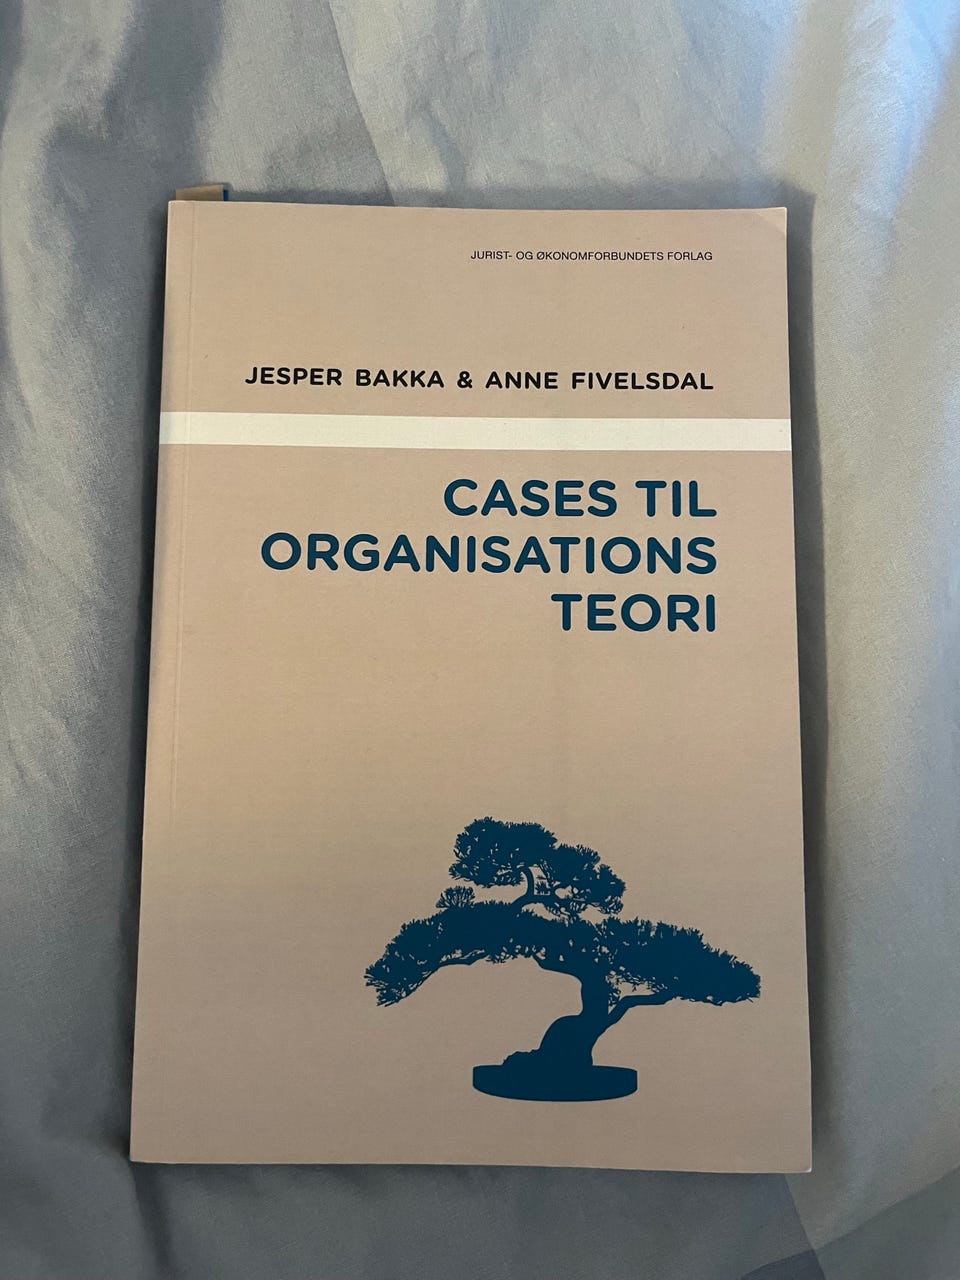 JURIST- OG ØKONOMFORBUNDETS FORLAG
JESPER BAKKA & ANNE FIVELSDAL
CASES TIL
ORGANISATIONS
TEORI